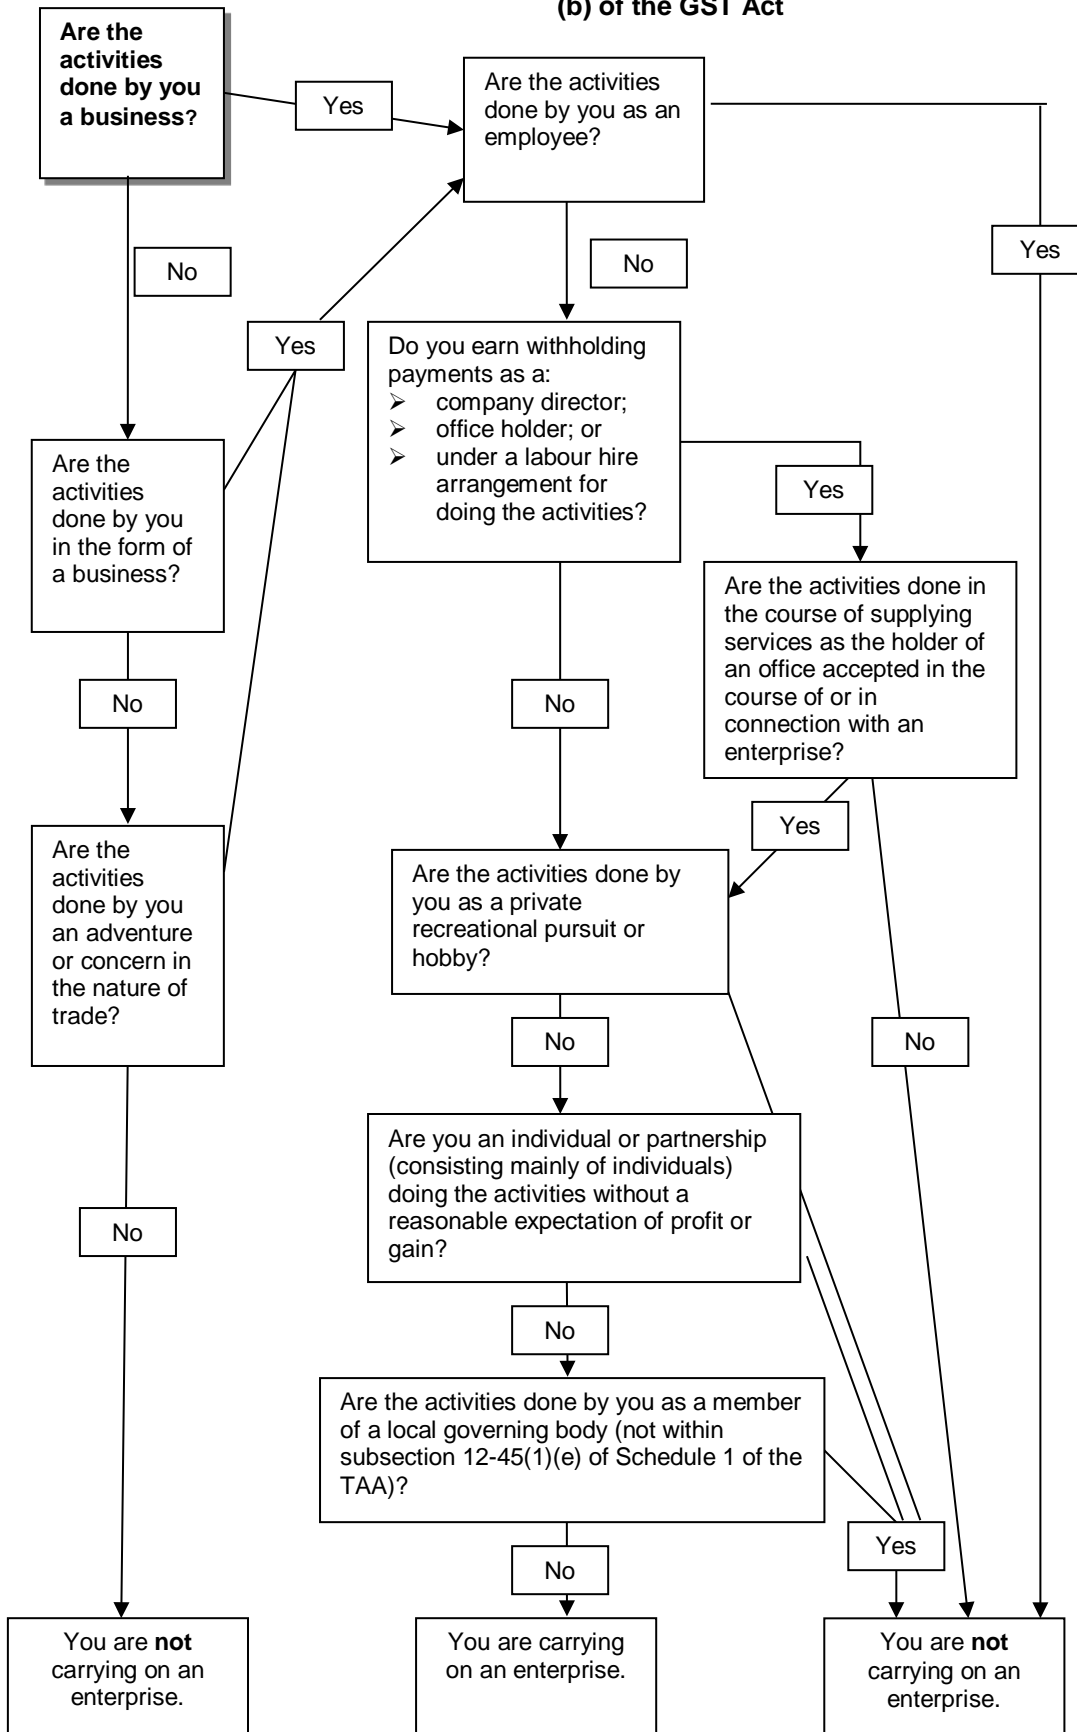 (b) of the GST Act
Are the
activities
done by you
a business?
Yes
Are the activities
done by you as an
employee?
Yes
No
No
Yes
Do you earn withholding
payments as a:
➢ company director;
➢ office holder; or
➢ under a labour hire
arrangement for
doing the activities?
Are the
activities
done by you
in the form of
a business?
Yes
Are the activities done in
the course of supplying
services as the holder of
an office accepted in the
course of or in
connection with an
enterprise?
No
No
Yes
Are the
activities
done by you
an adventure
or concern in
the nature of
trade?
Are the activities done by
you as a private
recreational pursuit or
hobby?
No
No
Are you an individual or partnership
(consisting mainly of individuals)
doing the activities without a
reasonable expectation of profit or
gain?
No
No
Are the activities done by you as a member
of a local governing body (not within
subsection 12-45(1)(e) of Schedule 1 of the
TAA)?
Yes
No
You are not
carrying on an
enterprise.
You are carrying
on an enterprise.
You are not
carrying on an
enterprise.